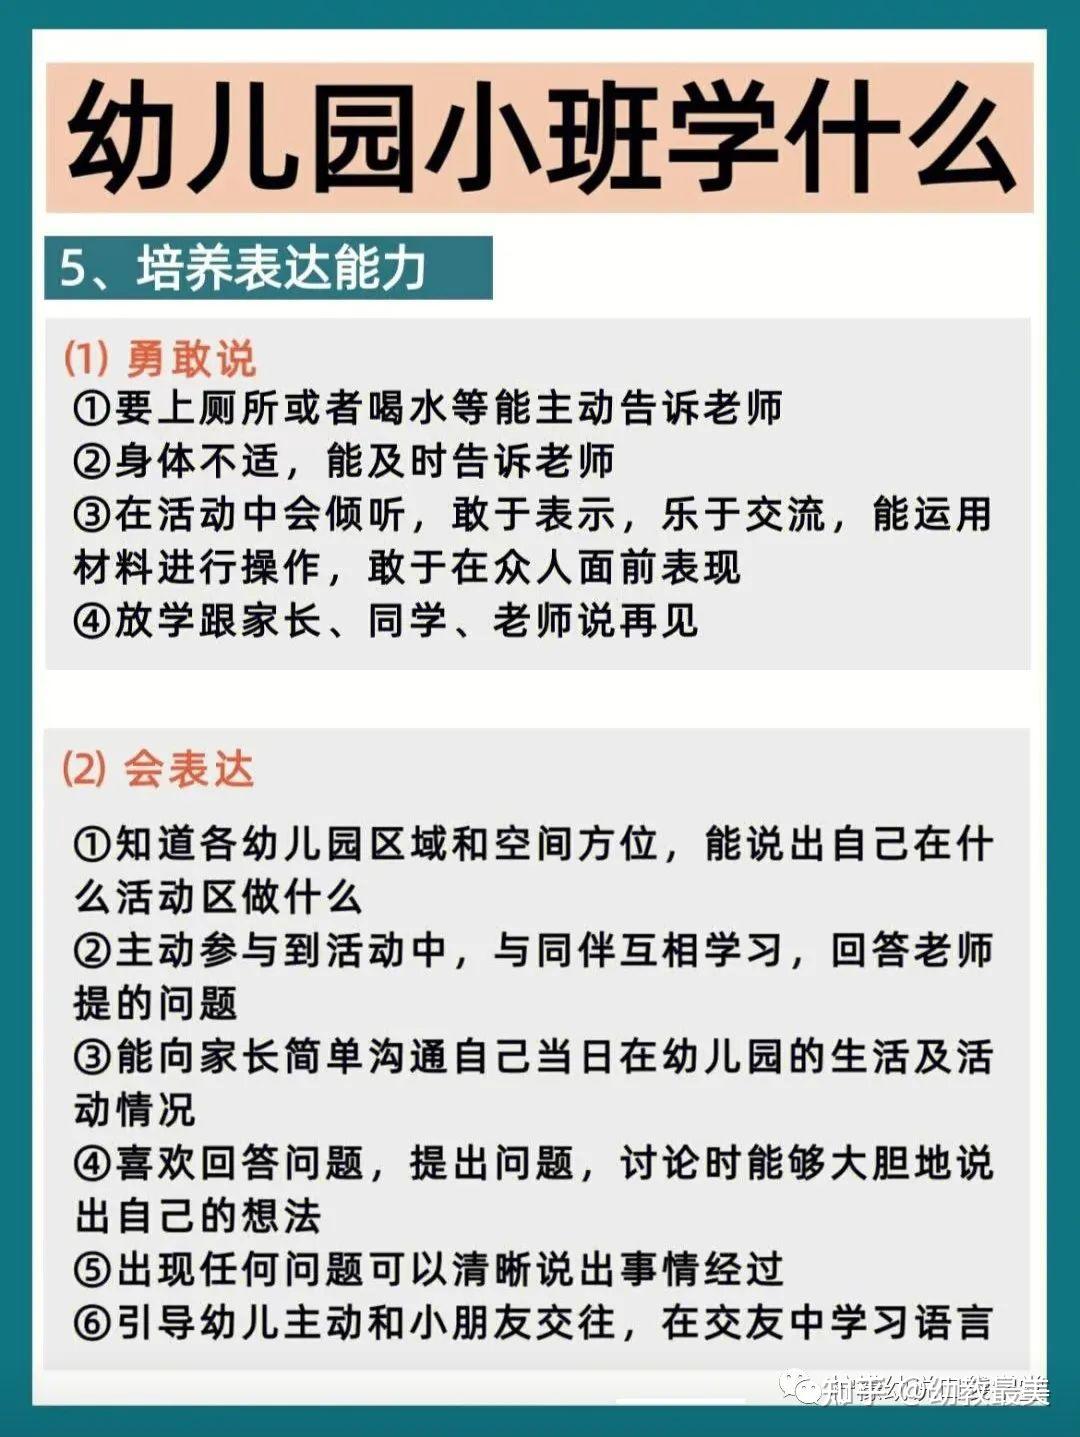 幼儿园小班学什么
5、培养表达能力
(1) 勇敢说
①要上厕所或者喝水等能主动告诉老师
②身体不适，能及时告诉老师
③在活动中会倾听，敢于表示，乐于交流，能运用
材料进行操作，敢于在众人面前表现
④放学跟家长、同学、老师说再见
(2) 会表达
①知道各幼儿园区域和空间方位，能说出自己在什
么活动区做什么
②主动参与到活动中，与同伴互相学习，回答老师
提的问题
③能向家长简单沟通自己当日在幼儿园的生活及活
动情况
④喜欢回答问题，提出问题，讨论时能够大胆地说
出自己的想法
⑤出现任何问题可以清晰说出事情经过
⑥引导幼儿主动和小朋友交往，在交友中学习语言
知乎 @幼教最美